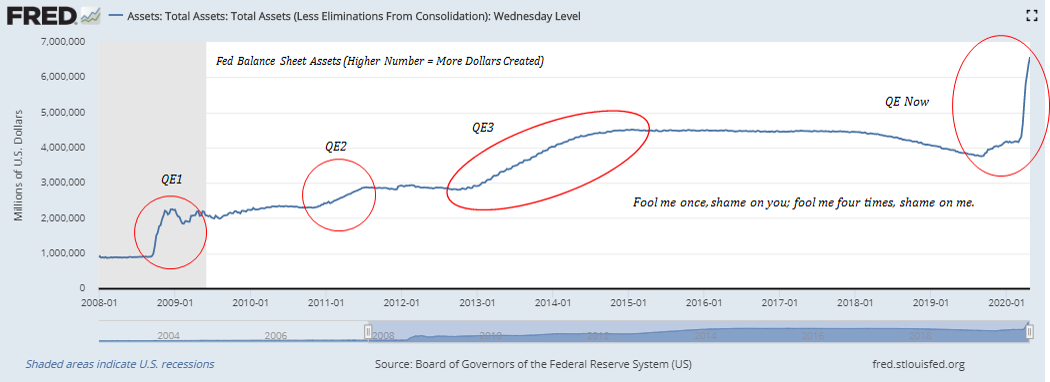 FRED
Assets: Total Assets: Total Assets (Less Eliminations From Consolidation): Wednesday Level
Millions of U.S. Dollars
7,000,000
6,000,000
5,000,000
4,000,000
3,000,000
2,000,000
1,000,000
0
Fed Balance Sheet Assets (Higher Number = More Dollars Created)
QE1
QE2
QE3
QE Now
Fool me once, shame on you; fool me four times, shame on me.
2008-01 2009-01 2010-01 2011-01 2012-01 2013-01 2014-01 2015-01 2016-01 2017-01 2018-01 2019-01 2020-01
2004 2006 2008 2010 2012 2014 2016 2018
Shaded areas indicate U.S. recessions
Source: Board of Governors of the Federal Reserve System (US)
fred.stlouisfed.org